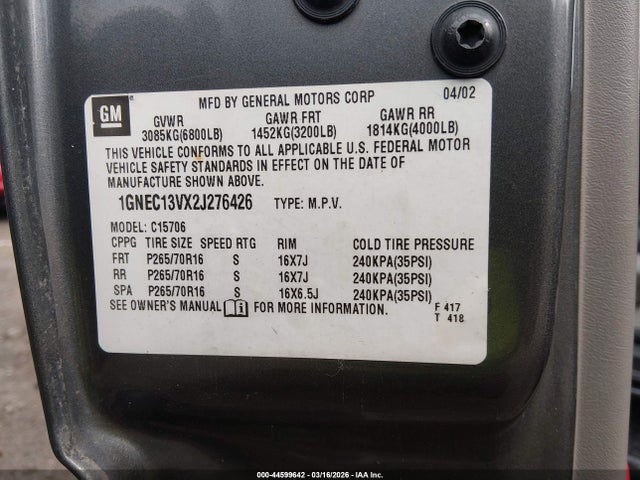 GM
MFD BY GENERAL MOTORS CORP 04/02
GVWR GAWR FRT GAWR RR
3085KG(6800LB) 1452KG(3200LB) 1814KG(4000LB)
THIS VEHICLE CONFORMS TO ALL APPLICABLE U.S. FEDERAL MOTOR
VEHICLE SAFETY STANDARDS IN EFFECT ON THE DATE OF
MANUFACTURE SHOWN ABOVE.
1GNEC13VX2J276426 TYPE: M.P.V.
MODEL: C15706
CPPG TIRE SIZE SPEED RTG RIM COLD TIRE PRESSURE
FRT P265/70R16 S 16X7J 240KPA(35PSI)
RR P265/70R16 S 16X7J 240KPA(35PSI)
SPA P265/70R16 S 16X6.5J 240KPA(35PSI)
SEE OWNER'S MANUAL FOR MORE INFORMATION. F 417
T 418
000-44599642 - 03/16/2026 - IAA Inc.